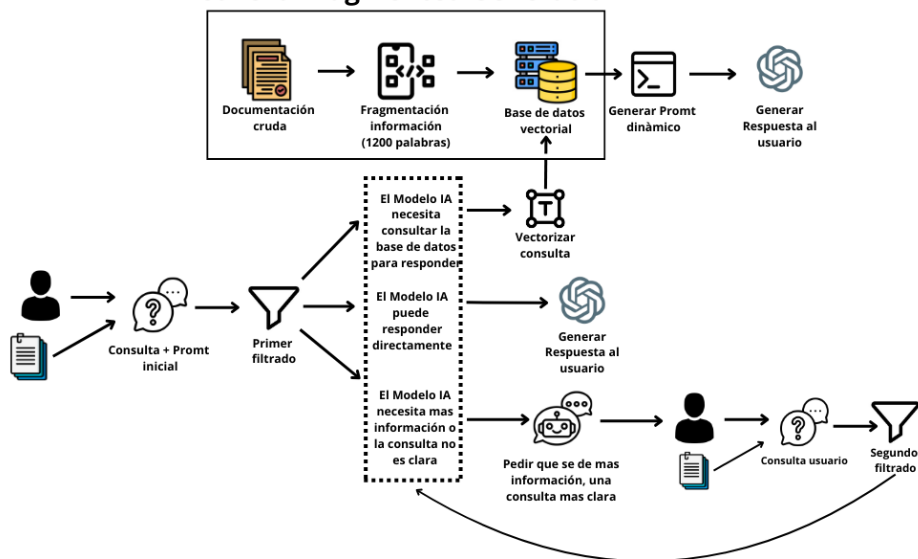 Documentación
cruda
Fragmentación
información
(1200 palabras)
Base de datos
vectorial
Generar Promt
dinàmico
Generar
Respuesta al
usuario
El Modelo IA
necesita
consultar la
base de datos
para responder
Vectorizar
consulta
El Modelo IA
puede
responder
directamente
Generar
Respuesta al
usuario
Consulta + Promt
inicial
Primer
filtrado
El Modelo IA
necesita mas
información o
la consulta no
es clara
Pedir que se de mas
información, una
consulta mas clara
Consulta usuario
Segundo
filtrado